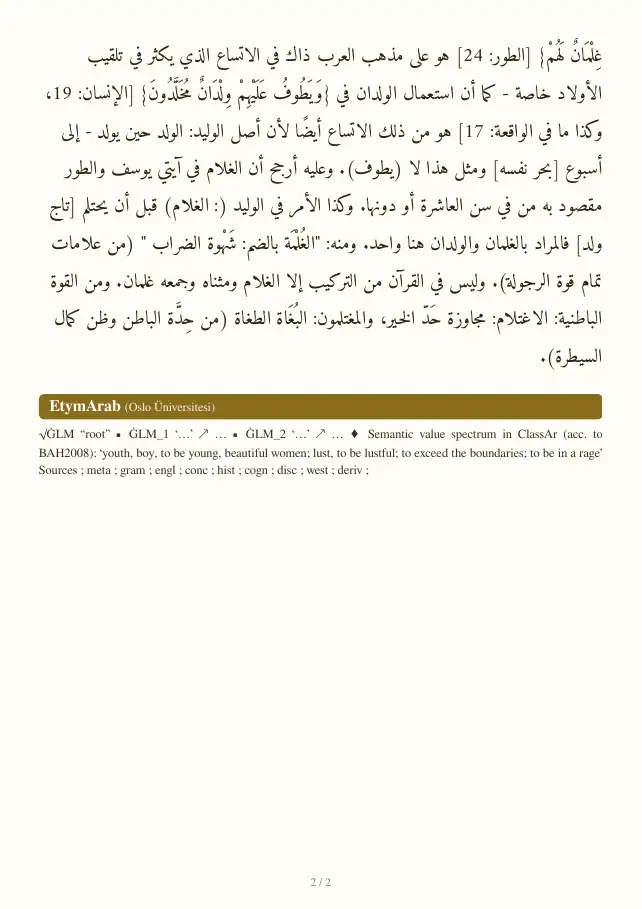 غِلْمَانٌ لَهُمْ} [الطور: 24] هو على مذهب العرب ذاك في الاتساع الذي يكثر في تلقيب
الأولاد خاصة - كما أن استعمال الولدان في {وَيَطُوفُ عَلَيْهِمْ وِلْدَانٌ مُخَلَّدُونَ} [الإنسان: 19،
وكذا ما في الواقعة: 17] هو من ذلك الاتساع أيضًا لأن أصل الوليد: الولد حين يولد - إلى
أسبوع [بحر نفسه] ومثل هذا لا (يطوف). وعليه أرجح أن الغلام في آيتي يوسف والطور
مقصود به من في سن العاشرة أو دونها. وكذا الأمر في الوليد (: الغلام) قبل أن يحتلم [تاج
ولد] فالمراد بالغلمان والولدان هنا واحد. ومنه: "الغُلْمَة بالضم: شَهْوة الضراب " (من علامات
تمام قوة الرجولة). وليس في القرآن من التركيب إلا الغلام ومثناه وجمعه غلمان. ومن القوة
الباطنية: الاغتلام: مجاوزة حَدّ الخير، والمغتلمون: البُغَاة الطغاة (من حِدَّة الباطن وظن كمال
السيطرة).
EtymArab (Oslo Üniversitesi)
√ĠLM “root” ▪ ĠLM_1 ‘…’ ↗ … ▪ ĠLM_2 ‘…’ ↗ … ♦ Semantic value spectrum in ClassAr (acc. to
BAH2008): ‘youth, boy, to be young, beautiful women; lust, to be lustful; to exceed the boundaries; to be in a rage’
Sources ; meta ; gram ; engl ; conc ; hist ; cogn ; disc ; west ; deriv ;
2 / 2